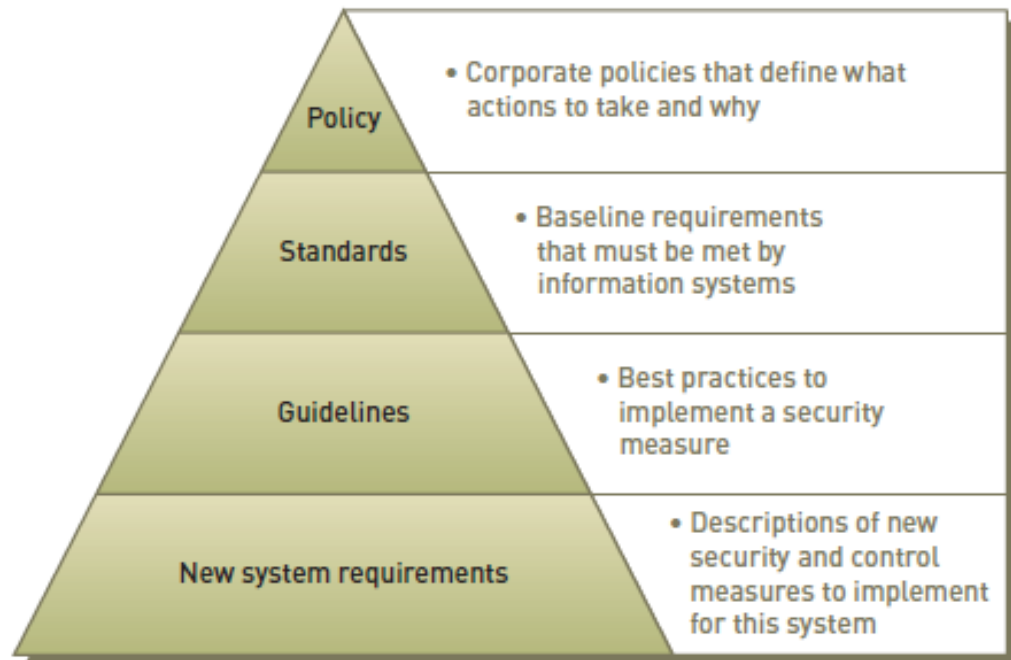 Policy
• Corporate policies that define what
actions to take and why
Standards
• Baseline requirements
that must be met by
information systems
Guidelines
• Best practices to
implement a security
measure
New system requirements
• Descriptions of new
security and control
measures to implement
for this system